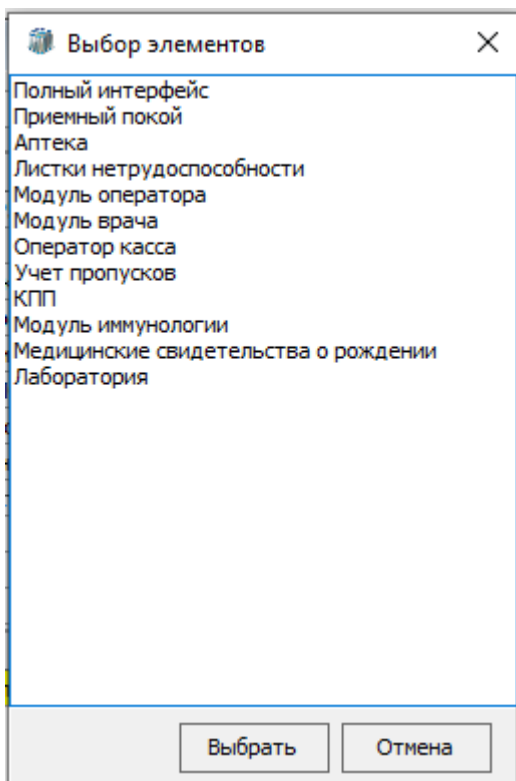 Выбор элементов
Полный интерфейс
Приемный покой
Аптека
Листки нетрудоспособности
Модуль оператора
Модуль врача
Оператор касса
Учет пропусков
КПП
Модуль иммунологии
Медицинские свидетельства о рождении
Лаборатория
Выбрать
Отмена